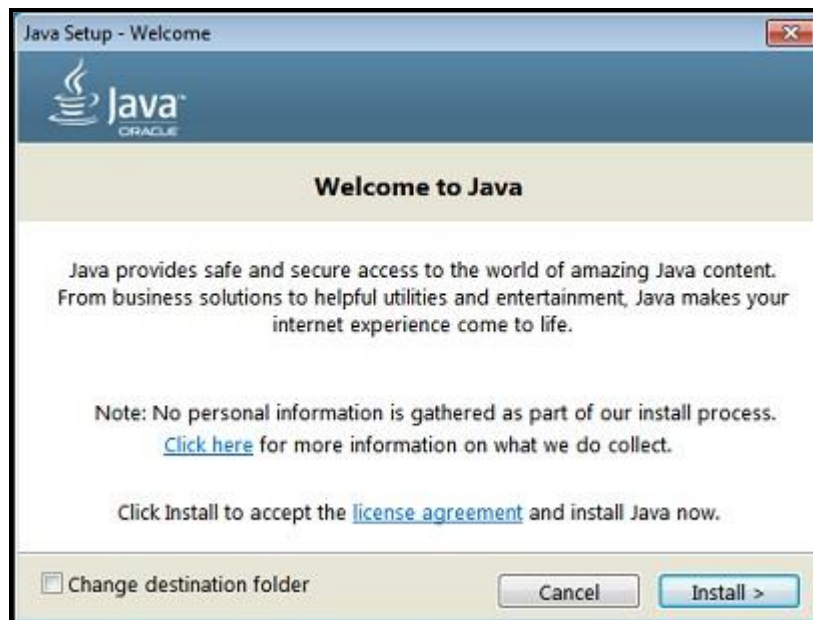 Java Setup - Welcome
Java™
ORACLE
Welcome to Java
Java provides safe and secure access to the world of amazing Java content.
From business solutions to helpful utilities and entertainment, Java makes your
internet experience come to life.
Note: No personal information is gathered as part of our install process.
Click here for more information on what we do collect.
Click Install to accept the license agreement and install Java now.
Change destination folder
Cancel
Install >